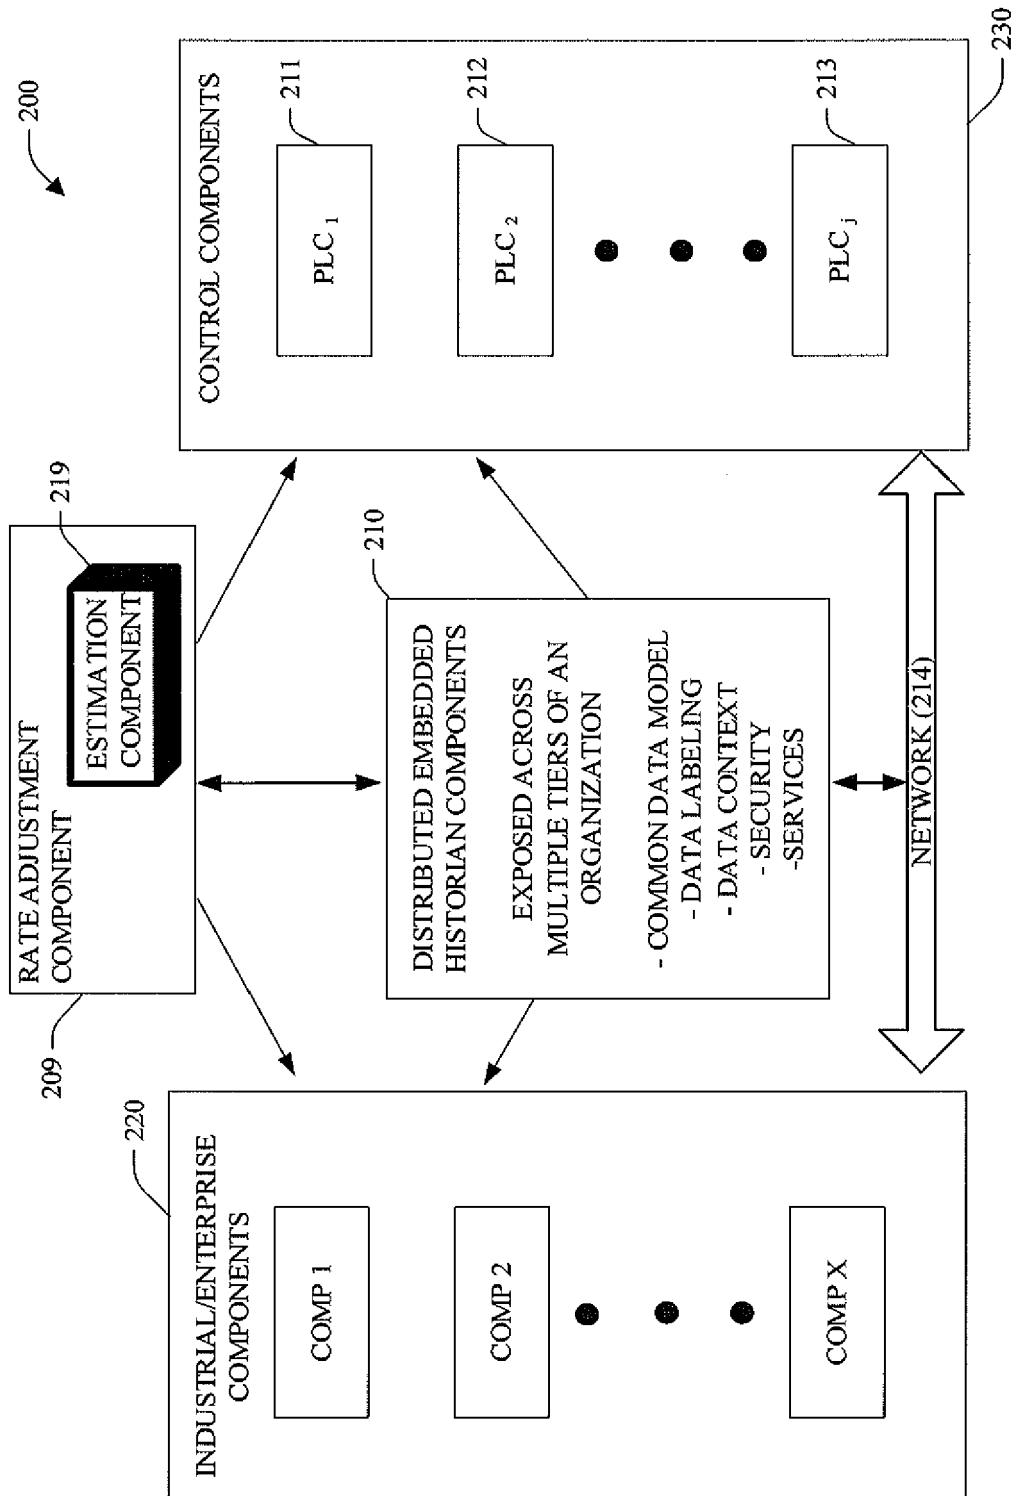 200
RATE ADJUSTMENT
COMPONENT
ESTIMATION
COMPONENT
219
209
220
INDUSTRIAL/ENTERPRISE
COMPONENTS
COMP 1
COMP 2
COMP X
210
DISTRIBUTED EMBEDDED
HISTORIAN COMPONENTS
EXPOSED ACROSS
MULTIPLE TIERS OF AN
ORGANIZATION
- COMMON DATA MODEL
- DATA LABELING
- DATA CONTEXT
- SECURITY
-SERVICES
CONTROL COMPONENTS
PLC 1
211
PLC 2
212
PLC j
213
230
NETWORK (214)